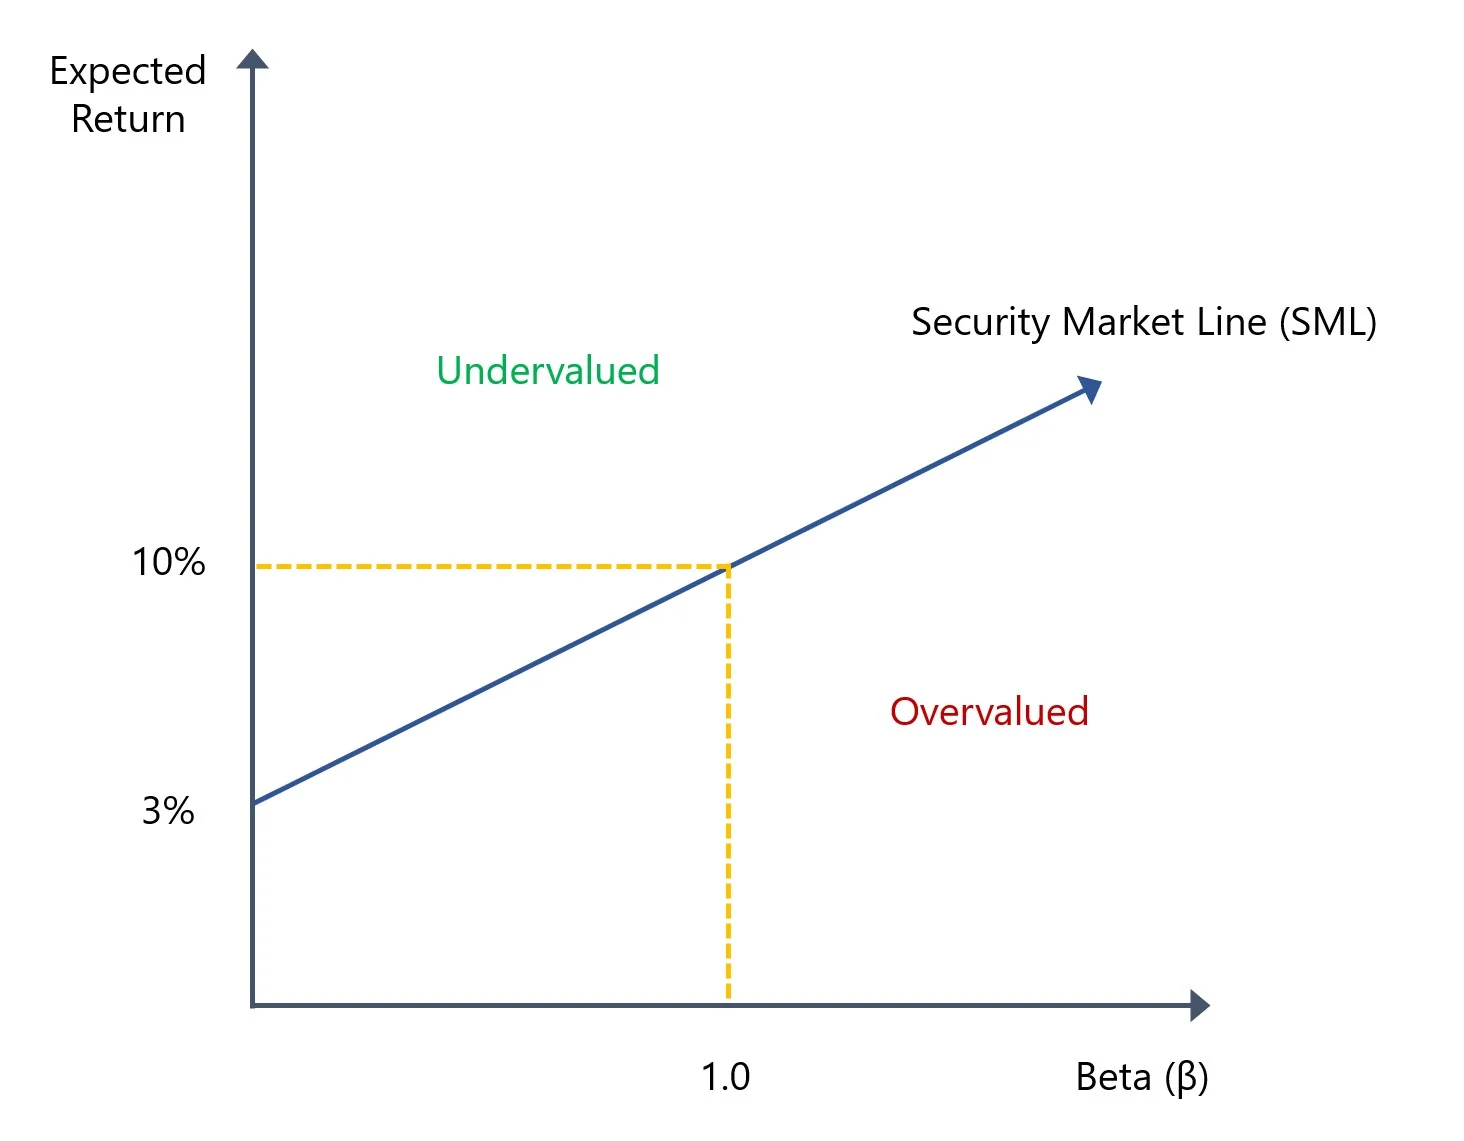 Expected
Return
Security Market Line (SML)
Undervalued
10%
Overvalued
3%
1.0
Beta (β)